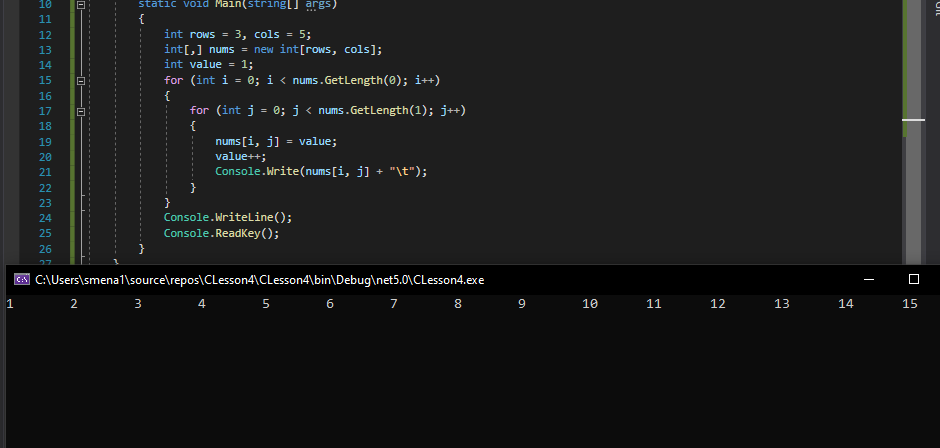 10 static void Main(string[] args)
11 {
12 int rows = 3, cols = 5;
13 int[,] nums = new int[rows, cols];
14 int value = 1;
15 for (int i = 0; i < nums.GetLength(0); i++)
16 {
17 for (int j = 0; j < nums.GetLength(1); j++)
18 {
19 nums[i, j] = value;
20 value++;
21 Console.Write(nums[i, j] + "\t");
22 }
23 }
24 Console.WriteLine();
25 Console.ReadKey();
26 }
27 }
C:\Users\smena1\source\repos\CLesson4\CLesson4\bin\Debug\net5.0\CLesson4.exe
1 2 3 4 5 6 7 8 9 10 11 12 13 14 15